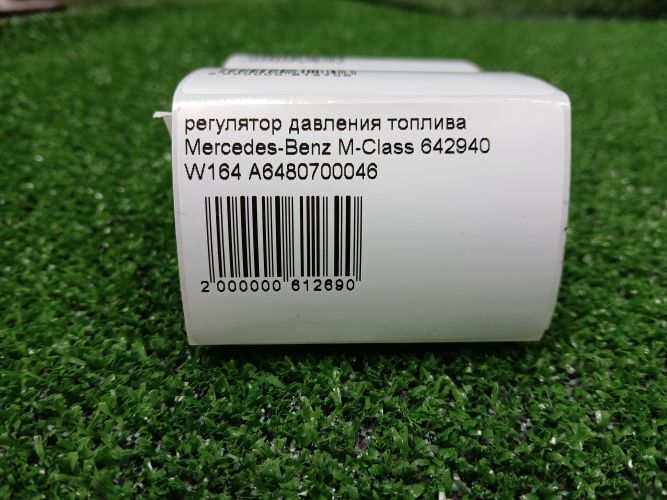 регулятор давления топлива
Mercedes-Benz M-Class 642940
W164 A6480700046
2 000000 612690